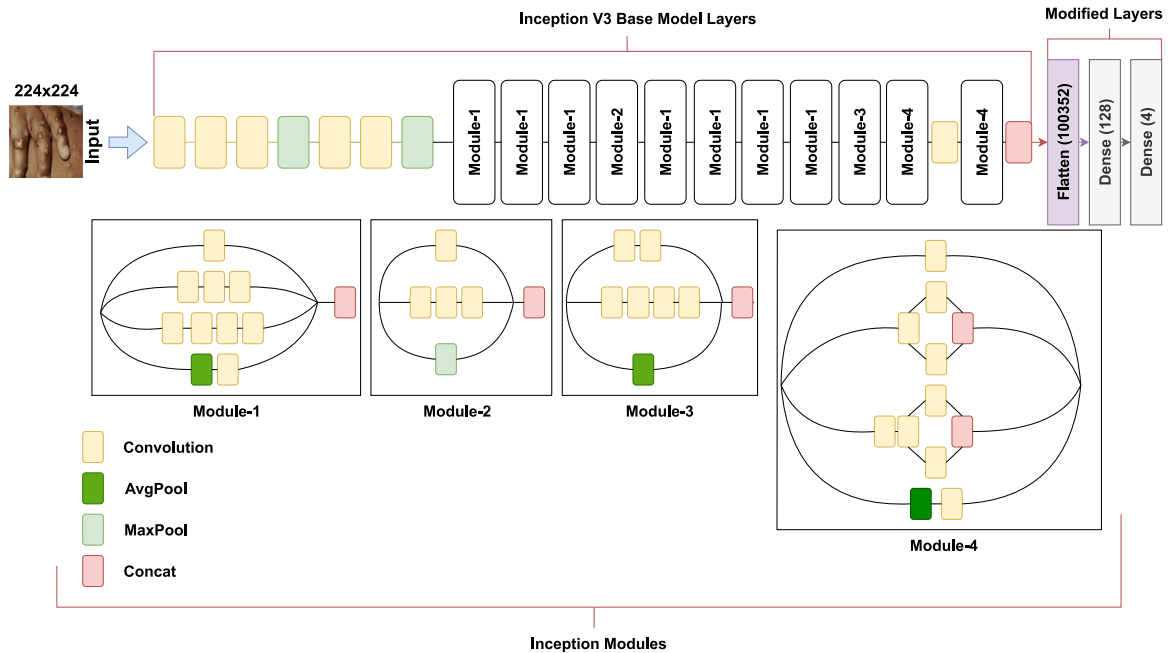 Inception V3 Base Model Layers
Modified Layers
224x224
Input
Module-1
Module-1
Module-1
Module-2
Module-1
Module-1
Module-1
Module-1
Module-3
Module-4
Module-4
Flatten (100352)
Dense (128)
Dense (4)
Module-1
Module-2
Module-3
Module-4
Convolution
AvgPool
MaxPool
Concat
Inception Modules